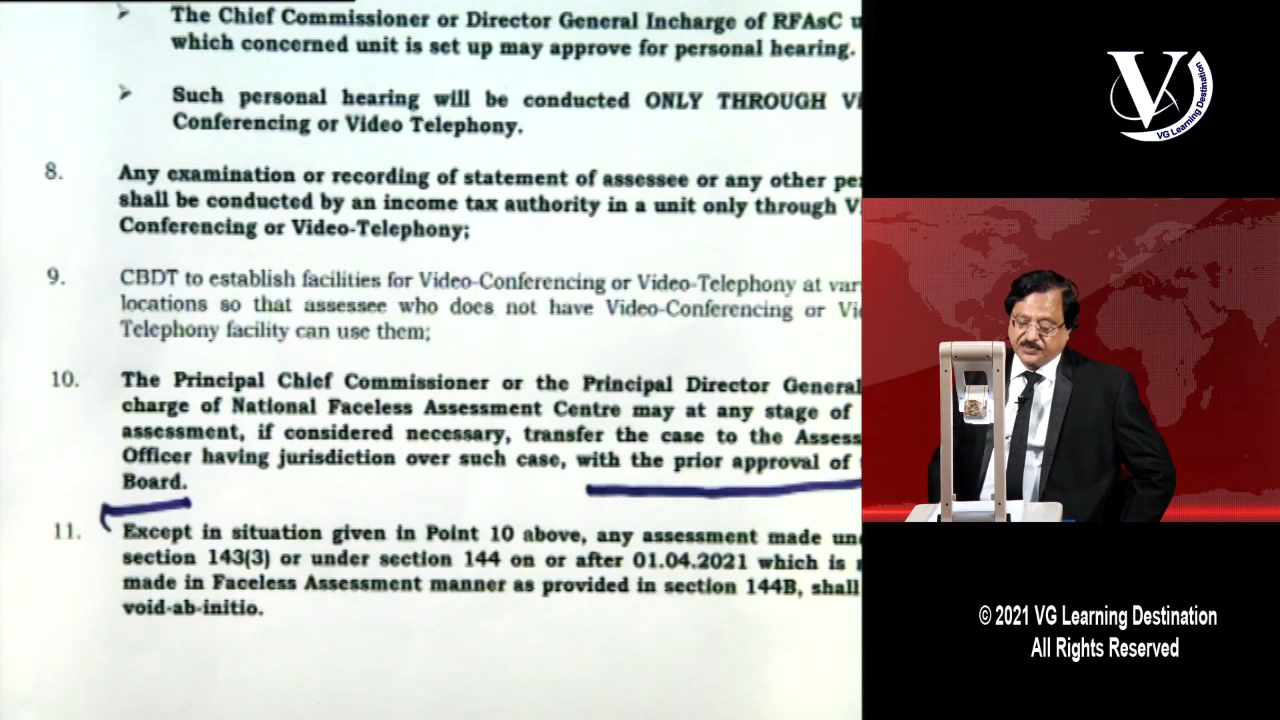 The Chief Commissioner or Director General Incharge of RFAsC u
which concerned unit is set up may approve for personal hearing.
Such personal hearing will be conducted ONLY THROUGH Vi
Conferencing or Video Telephony.
8. Any examination or recording of statement of assessee or any other per
shall be conducted by an income tax authority in a unit only through V
Conferencing or Video-Telephony;
9. CBDT to establish facilities for Video-Conferencing or Video-Telephony at var
locations so that assessee who does not have Video-Conferencing or Vi
Telephony facility can use them;
10. The Principal Chief Commissioner or the Principal Director General
charge of National Faceless Assessment Centre may at any stage of
assessment, if considered necessary, transfer the case to the Assess
Officer having jurisdiction over such case, with the prior approval of
Board.
11. Except in situation given in Point 10 above, any assessment made und
section 143(3) or under section 144 on or after 01.04.2021 which is
made in Faceless Assessment manner as provided in section 144B, shall
void-ab-initio.
V
VG Learning Destination
© 2021 VG Learning Destination
All Rights Reserved